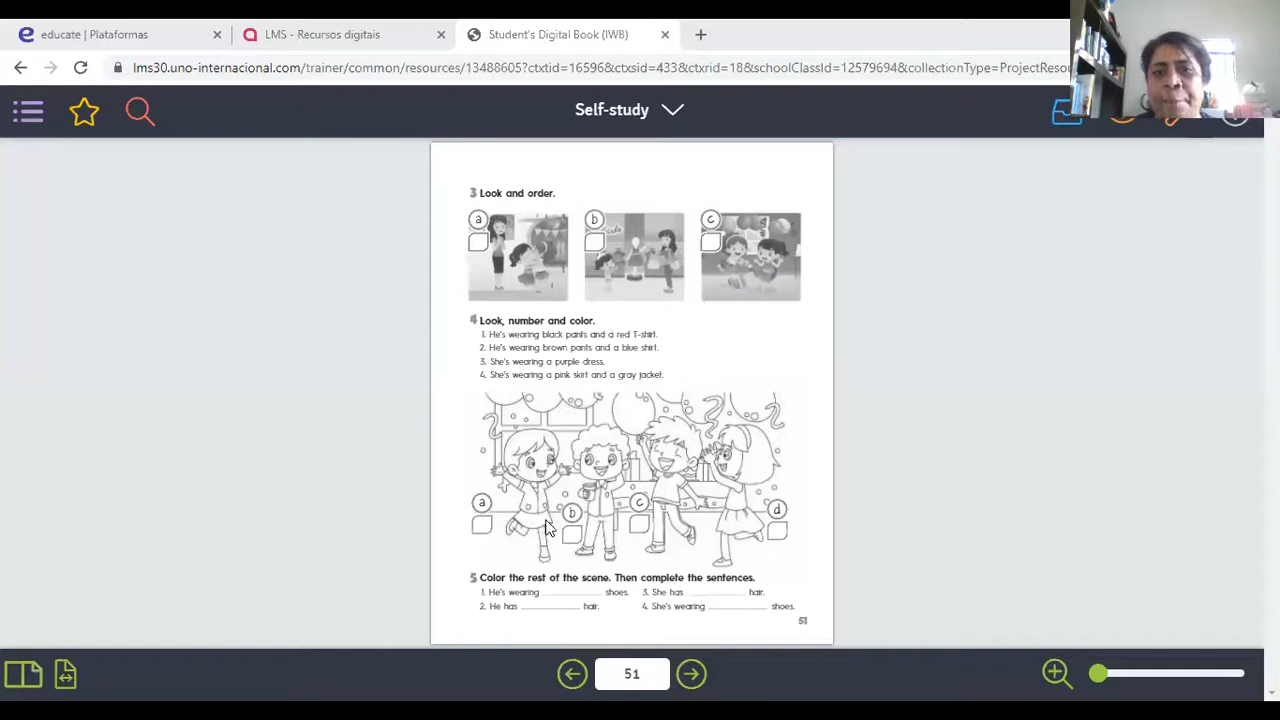 educate | Plataformas
LMS - Recursos digitais
Student's Digital Book (IWB)
lms30.uno-internacional.com/trainer/common/resources/13488605?ctxtid=16596&ctxsid=433&ctxrid=18&schoolClassId=12579694&collectionType=ProjectResou
Self-study
3 Look and order.
a
b
c
4 Look, number and color.
1. He's wearing black pants and a red T-shirt.
2. He's wearing brown pants and a blue shirt.
3. She's wearing a purple dress.
4. She's wearing a pink skirt and a gray jacket.
a
b
c
d
5 Color the rest of the scene. Then complete the sentences.
1. He's wearing ____________ shoes. 3. She has ____________ hair.
2. He has ____________ hair. 4. She's wearing ____________ shoes.
51
51